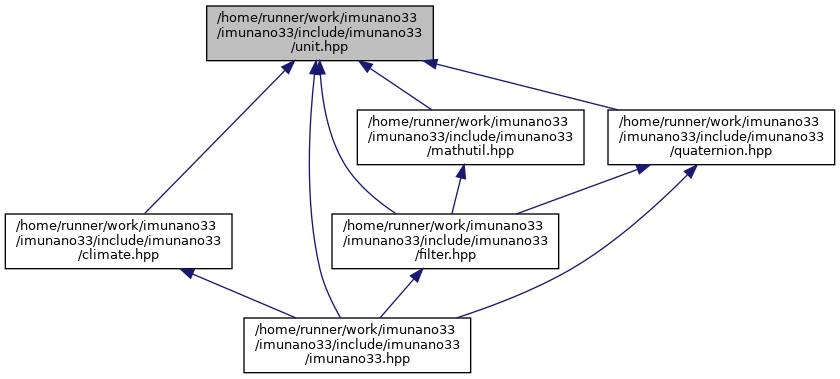 /home/runner/work/imunano33
/imunano33/include/imunano33
/unit.hpp
/home/runner/work/imunano33
/imunano33/include/imunano33
/mathutil.hpp
/home/runner/work/imunano33
/imunano33/include/imunano33
/quaternion.hpp
/home/runner/work/imunano33
/imunano33/include/imunano33
/climate.hpp
/home/runner/work/imunano33
/imunano33/include/imunano33
/filter.hpp
/home/runner/work/imunano33
/imunano33/include/imunano33
/imunano33.hpp